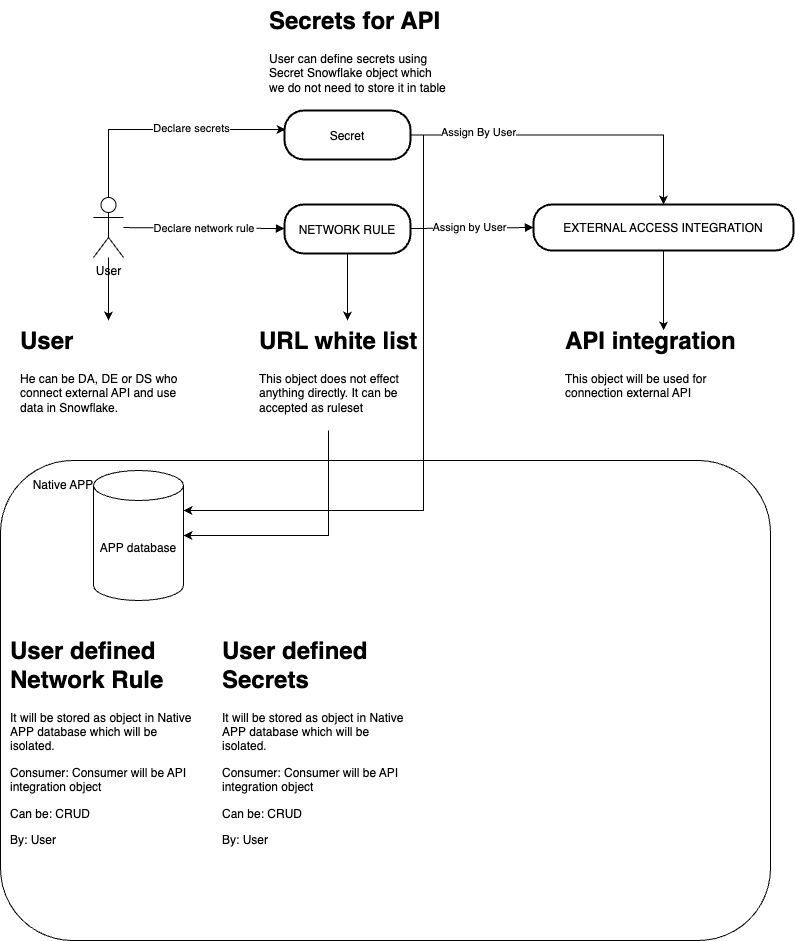 Secrets for API
User can define secrets using
Secret Snowflake object which
we do not need to store it in table
Declare secrets
Secret
Assign By User
User
Declare network rule
NETWORK RULE
Assign by User
EXTERNAL ACCESS INTEGRATION
User
He can be DA, DE or DS who
connect external API and use
data in Snowflake.
URL white list
This object does not effect
anything directly. It can be
accepted as ruleset
API integration
This object will be used for
connection external API
Native APP
APP database
User defined
Network Rule
It will be stored as object in Native
APP database which will be
isolated.
Consumer: Consumer will be API
integration object
Can be: CRUD
By: User
User defined
Secrets
It will be stored as object in Native
APP database which will be
isolated.
Consumer: Consumer will be API
integration object
Can be: CRUD
By: User